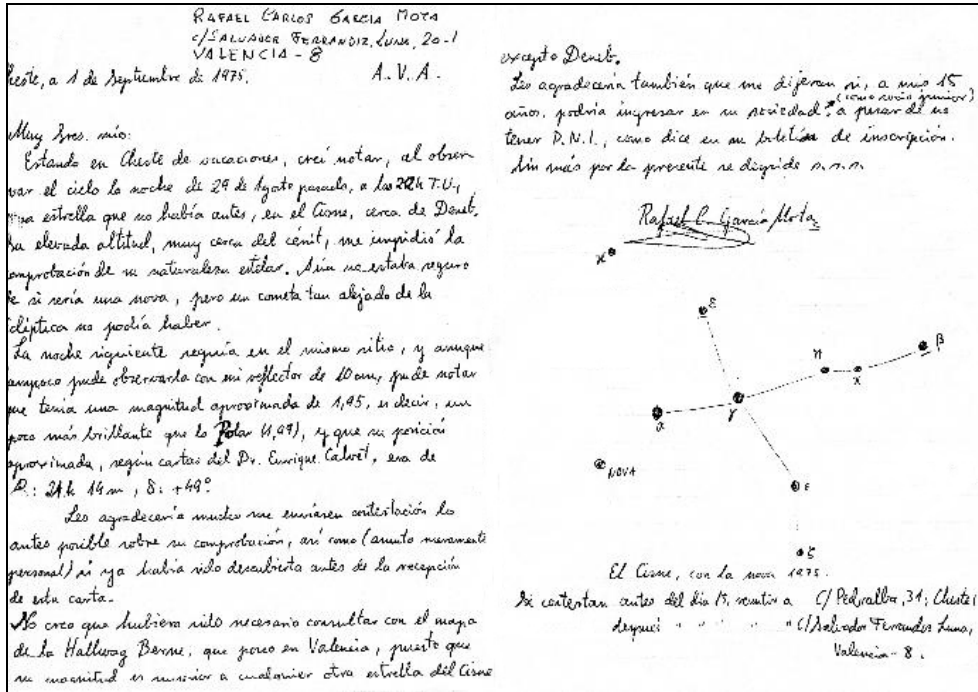 RAFAEL CARLOS GARCIA MOTA
c/SALVADOR FERRANDIZ LUNA, 20-1
VALENCIA-8
heste, a 1 de Septiembre de 1975.
A.V.A.
Muy Sres. mio:
Estando en Cheste de vacaciones, creí notar, al obser-
var el cielo la noche de 29 de Agosto pasado, a las 22h T.U.,
una estrella que no había antes, en el Cisne, cerca de Deneb.
Su elevada altitud, muy cerca del cénit, me impidió la
omprobación de su naturaleza estelar. Aún no estaba seguro
e si sería una nova, pero un cometa tan alejado de la
clíptica no podía haber.
La noche siguiente seguía en el mismo sitio, y aunque
ampoco pude observarla con mi reflector de 10 cm, pude notar
que tenía una magnitud aproximada de 1,95, es decir, un
poco más brillante que la Polar (1,99), y que su posición
aproximada, según cartas del Dr. Enrique Calvet, era de
: 21h 14m, δ: +49º
Les agradecería mucho me enviasen contestación lo
antes posible sobre su comprobación, así como (asunto meramente
personal) si ya había sido descubierta antes de la recepción
de esta carta.
No creo que hubiera sido necesario consultar con el mapa
de la Hallwag Berne, que poseo en Valencia, puesto que
su magnitud es superior a cualquier otra estrella del Cisne
excepto Deneb.
Les agradecería también que me dijeran si, a mis 15
años, podría ingresar en su sociedad (como socio junior) a pesar de no
tener D.N.I., como dice en su boletín de inscripción.
Sin más por la presente se despide s.s.s.
Rafael C. García Mota
κ
δ
η
χ
β
α
γ
NOVA
ε
ζ
El Cisne, con la nova 1975.
Si contestan antes del día 15, remitir a C/ Pedralba, 31; Cheste;
después " " " " C/Salvador Ferrandis Luna,
Valencia-8.